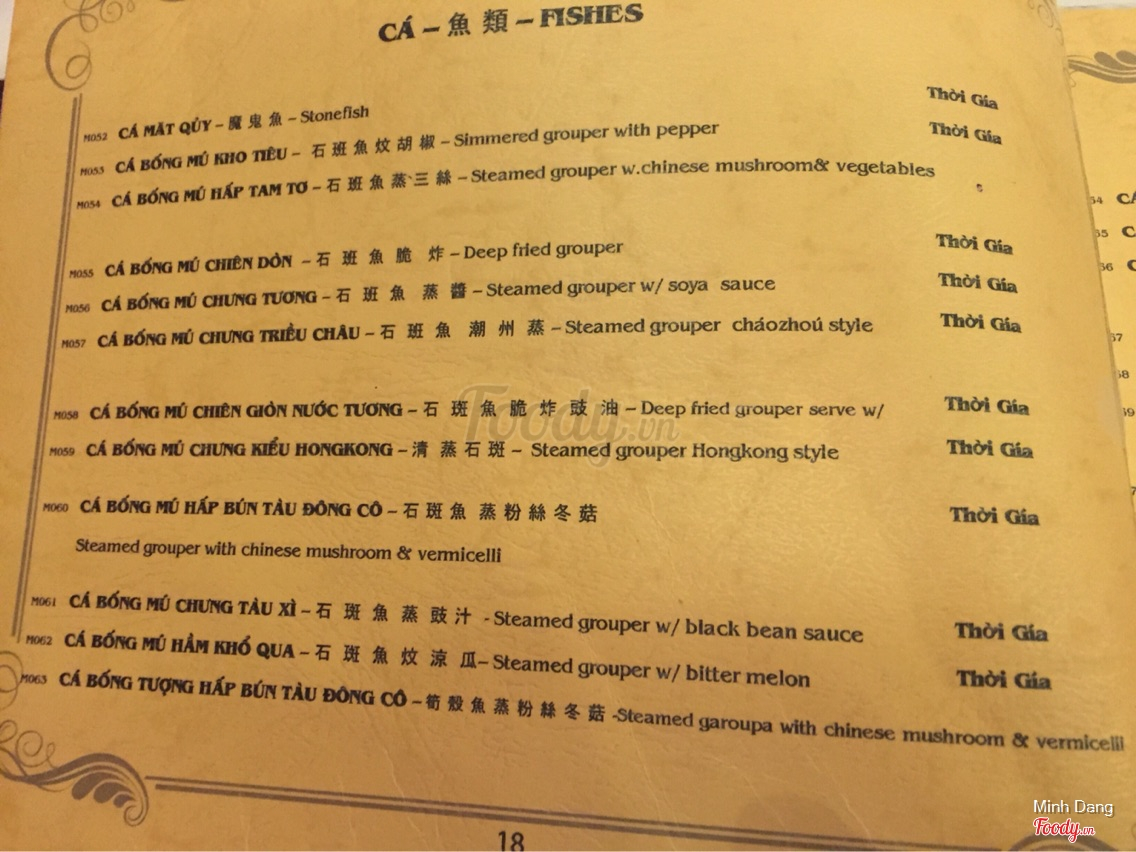 CÁ – 魚 類 – FISHES
M052 CÁ MĂT QỦY – 魔 鬼 魚 – Stonefish Thời Gía
M053 CÁ BỐNG MÚ KHO TIÊU – 石 班 魚 炆 胡 椒 – Simmered grouper with pepper Thời Gía
M054 CÁ BỐNG MÚ HẤP TAM TƠ – 石 班 魚 蒸 三 絲 – Steamed grouper w.chinese mushroom& vegetables
M055 CÁ BỐNG MÚ CHIÊN DÒN – 石 班 魚 脆 炸 – Deep fried grouper Thời Gía
M056 CÁ BỐNG MÚ CHƯNG TƯƠNG – 石 班 魚 蒸 醬 – Steamed grouper w/ soya sauce Thời Gía
M057 CÁ BỐNG MÚ CHƯNG TRIỀU CHÂU – 石 班 魚 潮 州 蒸 – Steamed grouper cháozhoú style Thời Gía
M058 CÁ BỐNG MÚ CHIÊN GIÒN NƯỚC TƯƠNG – 石 斑 魚 脆 炸 豉 油 – Deep fried grouper serve w/ Thời Gía
M059 CÁ BỐNG MÚ CHƯNG KIỂU HONGKONG – 清 蒸 石 斑 – Steamed grouper Hongkong style Thời Gía
M060 CÁ BỐNG MÚ HẤP BÚN TÀU ĐÔNG CÔ – 石 斑 魚 蒸 粉 絲 冬 菇 Thời Gía
Steamed grouper with chinese mushroom & vermicelli
M061 CÁ BỐNG MÚ CHƯNG TÀU XÌ – 石 斑 魚 蒸 豉 汁 - Steamed grouper w/ black bean sauce Thời Gía
M062 CÁ BỐNG MÚ HẦM KHỔ QUA – 石 斑 魚 炆 涼 瓜 – Steamed grouper w/ bitter melon Thời Gía
M063 CÁ BỐNG TƯỢNG HẤP BÚN TÀU ĐÔNG CÔ – 筍 殼 魚 蒸 粉 絲 冬 菇 -Steamed garoupa with chinese mushroom & vermicelli
18
Foody.vn
Minh Dang
Foody.vn